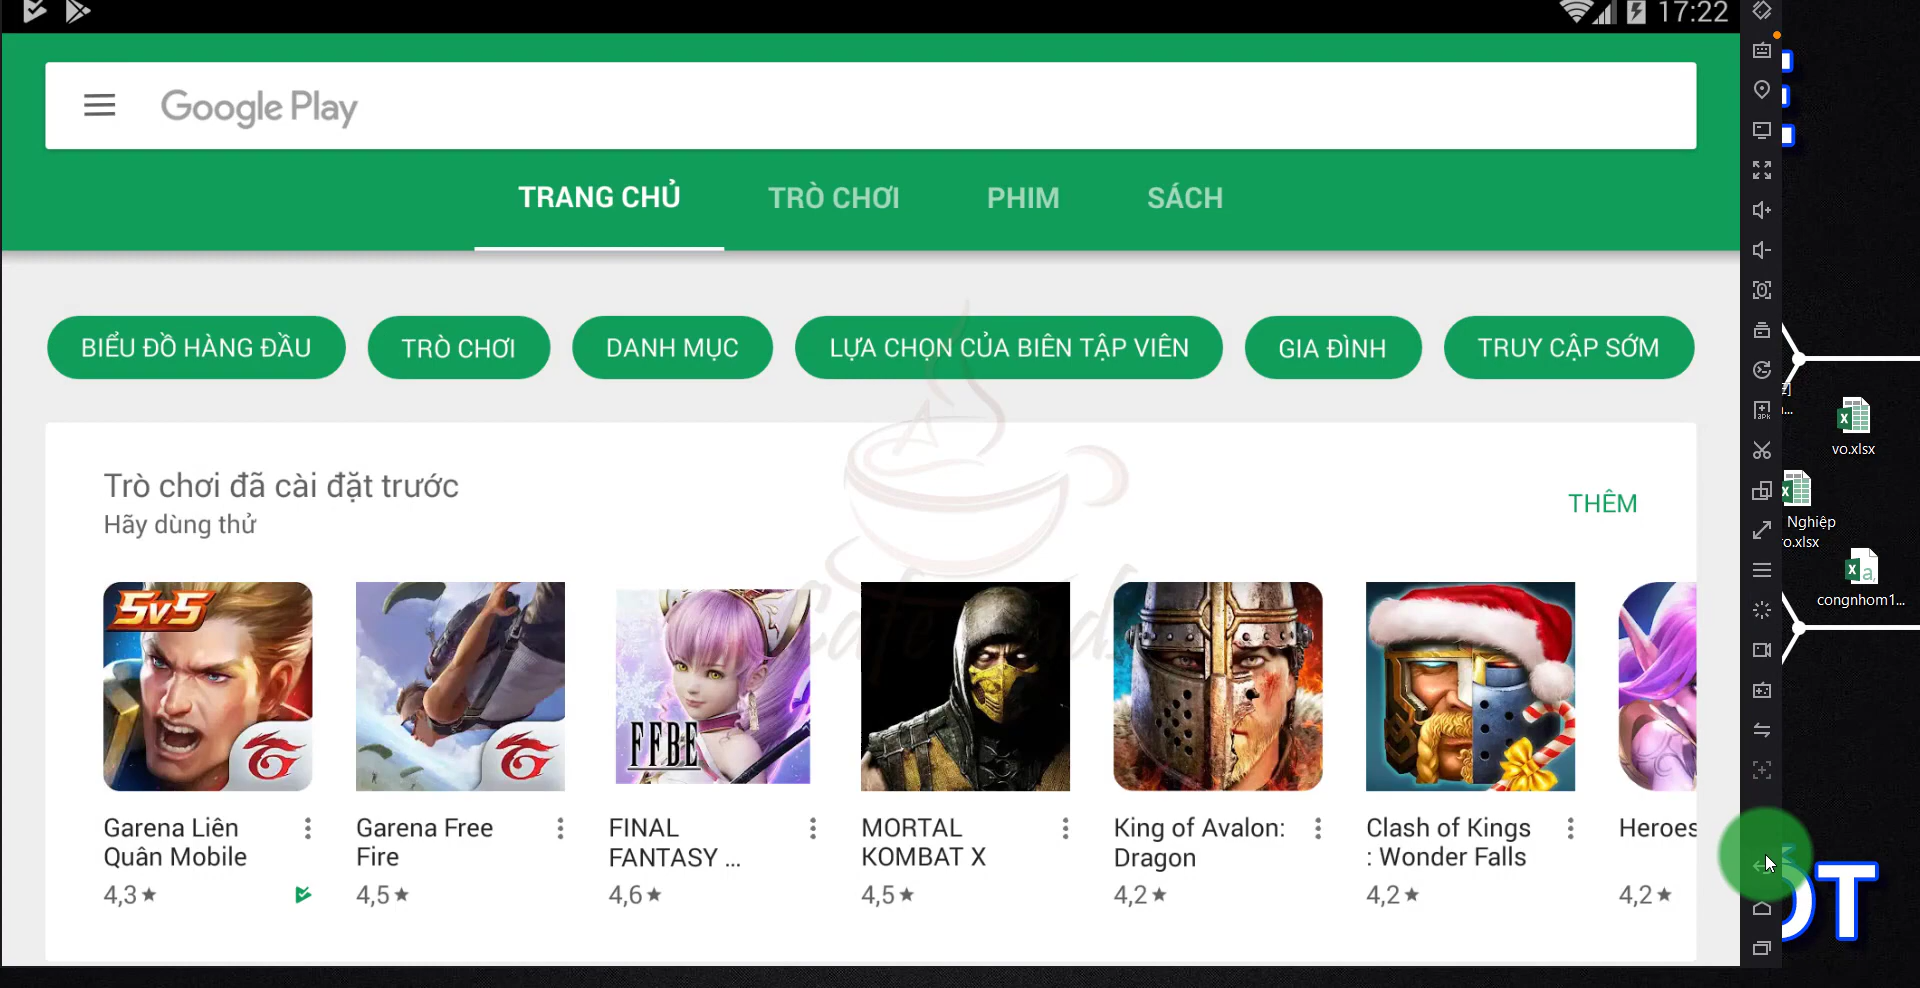 17:22
Google Play
TRANG CHỦ
TRÒ CHƠI
PHIM
SÁCH
BIỂU ĐỒ HÀNG ĐẦU
TRÒ CHƠI
DANH MỤC
LỰA CHỌN CỦA BIÊN TẬP VIÊN
GIA ĐÌNH
TRUY CẬP SỚM
Trò chơi đã cài đặt trước
Hãy dùng thử
THÊM
5v5
FFBE
Garena Liên
Quân Mobile
4,3★
Garena Free
Fire
4,5★
FINAL
FANTASY ...
4,6★
MORTAL
KOMBAT X
4,5★
King of Avalon:
Dragon
4,2★
Clash of Kings
: Wonder Falls
4,2★
Heroes
4,2★
vo.xlsx
Nghiệp
ro.xlsx
congnhom1...